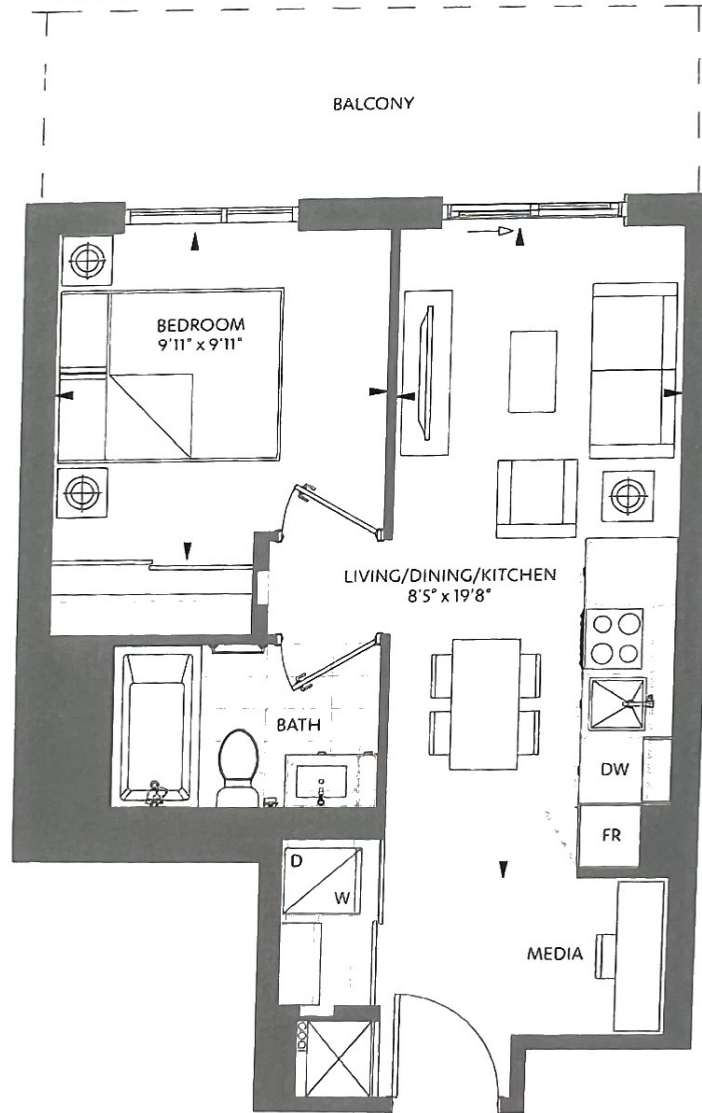 BALCONY
BEDROOM
9'11" x 9'11"
LIVING/DINING/KITCHEN
8'5" x 19'8"
BATH
DW
FR
D
W
MEDIA